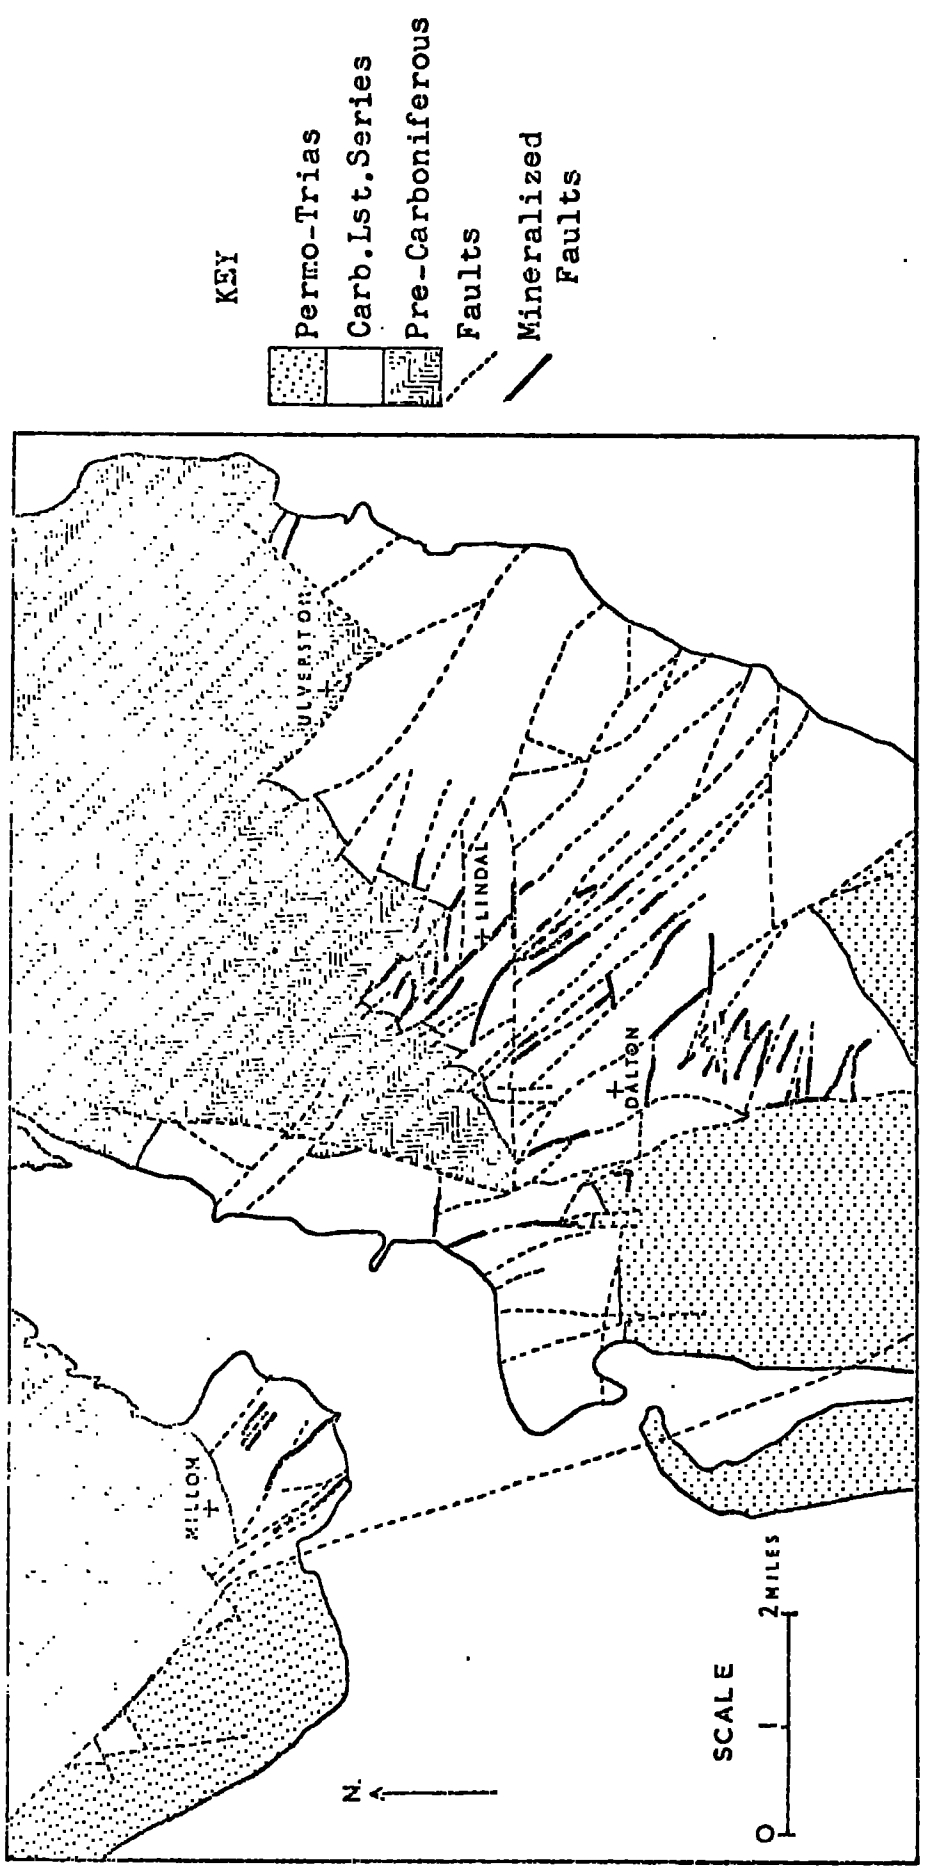 KEY
Permo-Trias
Carb.Lst.Series
Pre-Carboniferous
Faults
Mineralized
Faults
ULVERSTON
LINDAL
DALTON
MILLOM
N.
SCALE
0 1 2 MILES